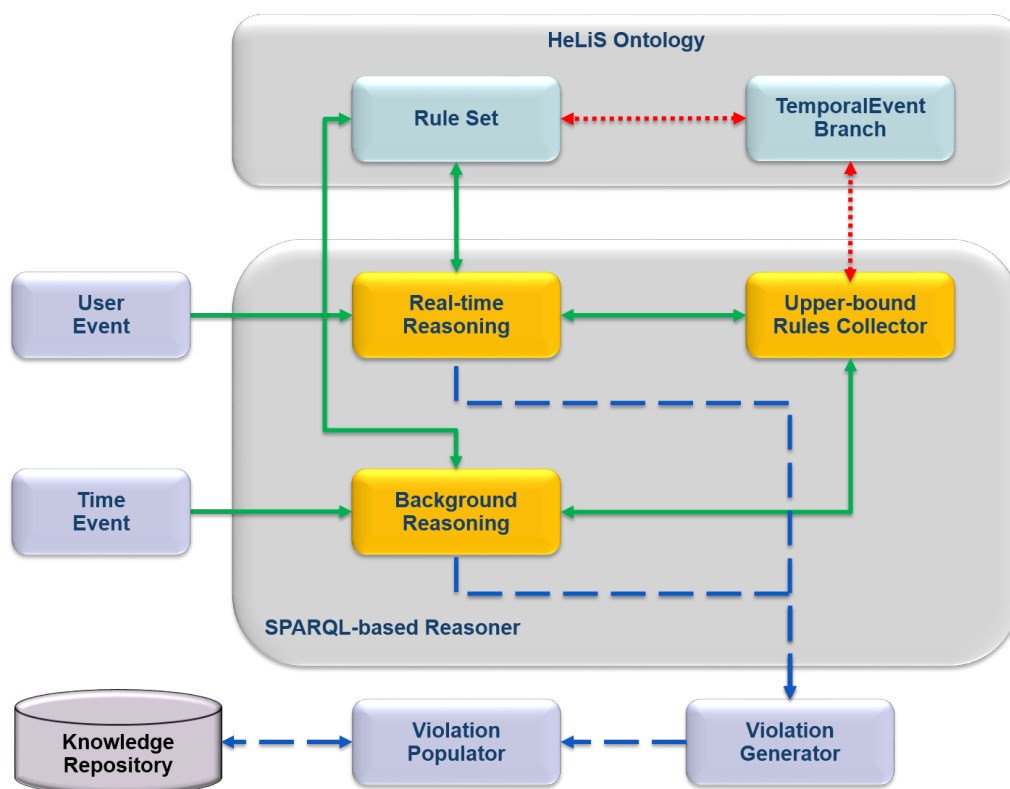 HeLiS Ontology
Rule Set
TemporalEvent
Branch
User
Event
Real-time
Reasoning
Upper-bound
Rules Collector
Time
Event
Background
Reasoning
SPARQL-based Reasoner
Knowledge
Repository
Violation
Populator
Violation
Generator